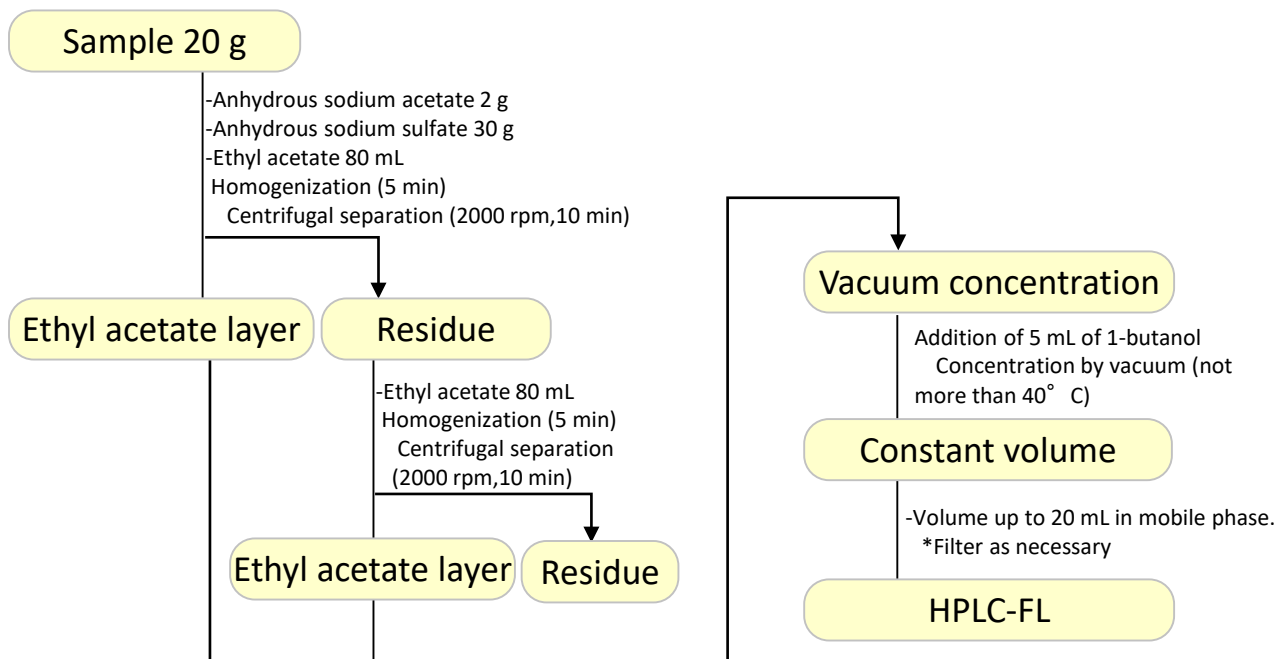 Sample 20 g
-Anhydrous sodium acetate 2 g
-Anhydrous sodium sulfate 30 g
-Ethyl acetate 80 mL
Homogenization (5 min)
Centrifugal separation (2000 rpm,10 min)
Ethyl acetate layer
Residue
-Ethyl acetate 80 mL
Homogenization (5 min)
Centrifugal separation
(2000 rpm,10 min)
Ethyl acetate layer
Residue
Vacuum concentration
Addition of 5 mL of 1-butanol
Concentration by vacuum (not
more than 40° C)
Constant volume
-Volume up to 20 mL in mobile phase.
*Filter as necessary
HPLC-FL